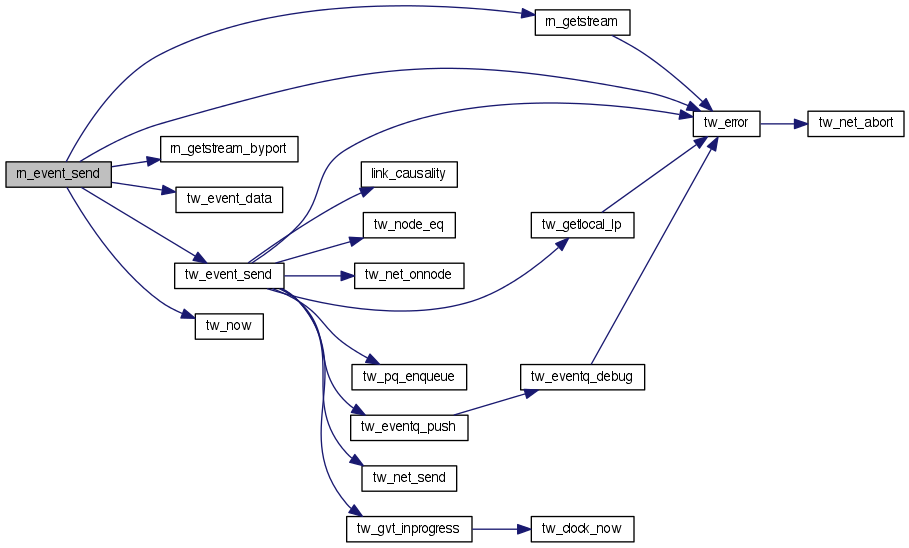 rn_event_send
rn_getstream
tw_error
tw_net_abort
rn_getstream_byport
tw_event_data
tw_event_send
link_causality
tw_node_eq
tw_getlocal_lp
tw_net_onnode
tw_now
tw_pq_enqueue
tw_eventq_debug
tw_eventq_push
tw_net_send
tw_gvt_inprogress
tw_clock_now